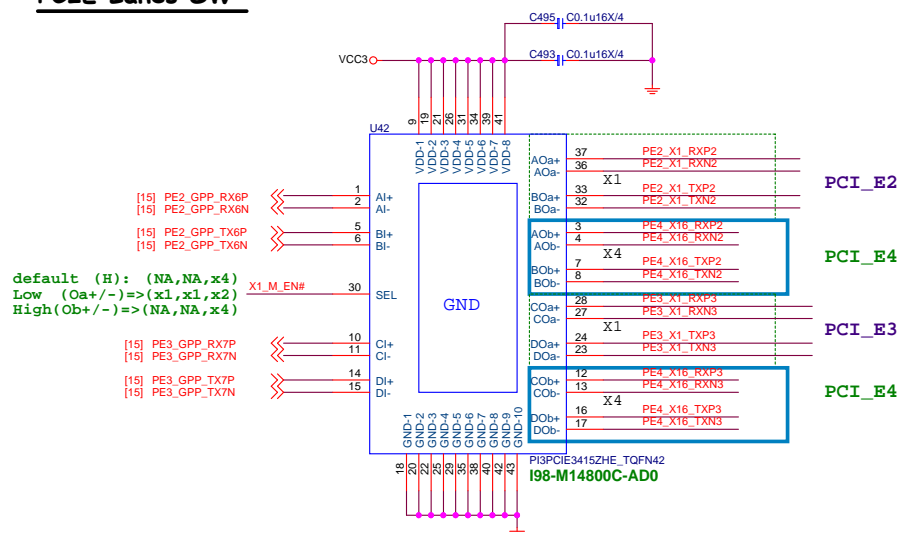 PCIE Lanes SW
C495 C0.1u16X/4
C493 C0.1u16X/4
VCC3
9 19 21 26 31 34 39 41
U42
VDD-1 VDD-2 VDD-3 VDD-4 VDD-5 VDD-6 VDD-7 VDD-8
[15] PE2_GPP_RX6P 1 AI+
[15] PE2_GPP_RX6N 2 AI-
[15] PE2_GPP_TX6P 5 BI+
[15] PE2_GPP_TX6N 6 BI-
default (H): (NA,NA,x4)
Low (Oa+/-)=>(x1,x1,x2)
High(Ob+/-)=>(NA,NA,x4)
X1_M_EN# 30 SEL
[15] PE3_GPP_RX7P 10 CI+
[15] PE3_GPP_RX7N 11 CI-
[15] PE3_GPP_TX7P 14 DI+
[15] PE3_GPP_TX7N 15 DI-
GND
AOa+ 37 PE2_X1_RXP2
AOa- 36 PE2_X1_RXN2
X1 PCI_E2
BOa+ 33 PE2_X1_TXP2
BOa- 32 PE2_X1_TXN2
AOb+ 3 PE4_X16_RXP2
AOb- 4 PE4_X16_RXN2
X4 PCI_E4
BOb+ 7 PE4_X16_TXP2
BOb- 8 PE4_X16_TXN2
COa+ 28 PE3_X1_RXP3
COa- 27 PE3_X1_RXN3
X1 PCI_E3
DOa+ 24 PE3_X1_TXP3
DOa- 23 PE3_X1_TXN3
COb+ 12 PE4_X16_RXP3
COb- 13 PE4_X16_RXN3
X4 PCI_E4
DOb+ 16 PE4_X16_TXP3
DOb- 17 PE4_X16_TXN3
GND-1 GND-2 GND-3 GND-4 GND-5 GND-6 GND-7 GND-8 GND-9 GND-10
18 20 22 25 29 35 38 40 42 43
PI3PCIE3415ZHE_TQFN42
I98-M14800C-AD0